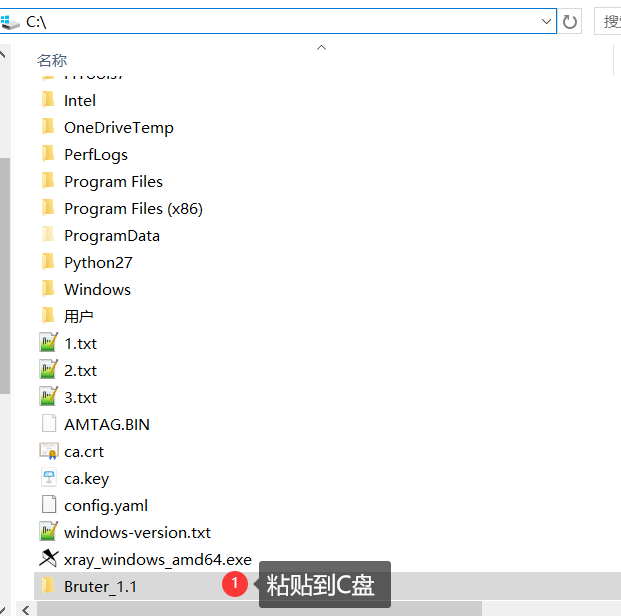 C:\
搜
名称
Intel
OneDriveTemp
PerfLogs
Program Files
Program Files (x86)
ProgramData
Python27
Windows
用户
1.txt
2.txt
3.txt
AMTAG.BIN
ca.crt
ca.key
config.yaml
windows-version.txt
xray_windows_amd64.exe
Bruter_1.1
1 粘贴到C盘